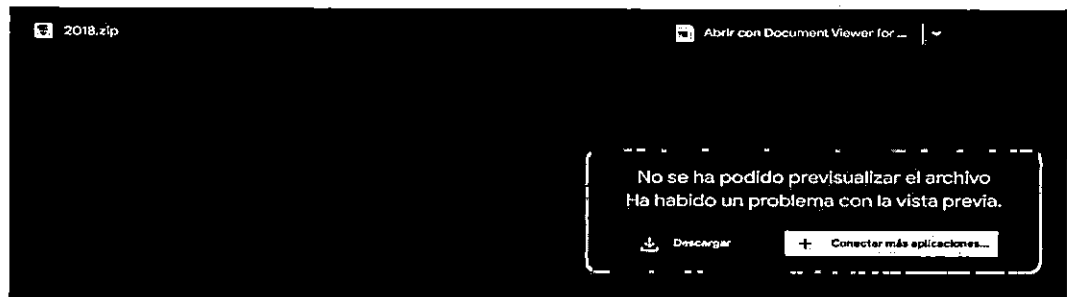 2018.zip
Abrir con Document Viewer for ...
No se ha podido previsualizar el archivo
Ha habido un problema con la vista previa.
Descargar
+ Conectar más aplicaciones...